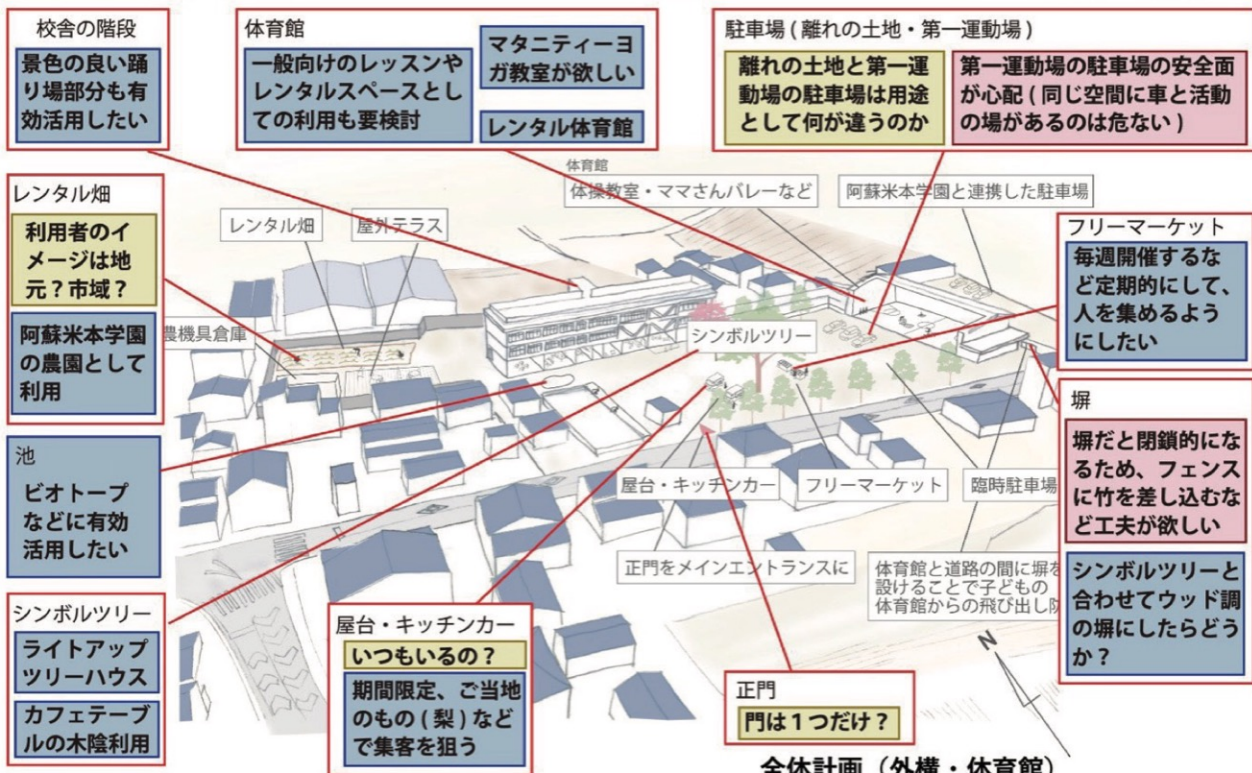 校舎の階段
景色の良い踊
り場部分も有
効活用したい
体育館
一般向けのレッスンや
レンタルスペースとし
ての利用も要検討
マタニティーヨ
ガ教室が欲しい
レンタル体育館
駐車場 ( 離れの土地・第一運動場 )
離れの土地と第一運
動場の駐車場は用途
として何が違うのか
第一運動場の駐車場の安全面
が心配 ( 同じ空間に車と活動
の場があるのは危ない )
レンタル畑
利用者のイ
メージは地
元？市域？
阿蘇米本学園
の農園として
利用
池
ビオトープ
などに有効
活用したい
シンボルツリー
ライトアップ
ツリーハウス
カフェテーブ
ルの木陰利用
レンタル畑
屋外テラス
農機具倉庫
体育館
体操教室・ママさんバレーなど
阿蘇米本学園と連携した駐車場
シンボルツリー
屋台・キッチンカー
フリーマーケット
臨時駐車場
正門をメインエントランスに
体育館と道路の間に塀を
設けることで子どもの
体育館からの飛び出し防
フリーマーケット
毎週開催するな
ど定期的にして、
人を集めるよう
にしたい
塀
塀だと閉鎖的にな
るため、フェンス
に竹を差し込むな
ど工夫が欲しい
シンボルツリーと
合わせてウッド調
の塀にしたらどう
か？
屋台・キッチンカー
いつもいるの？
期間限定、ご当地
のもの ( 梨 ) など
で集客を狙う
正門
門は１つだけ？
N
全体計画（外構・体育館）